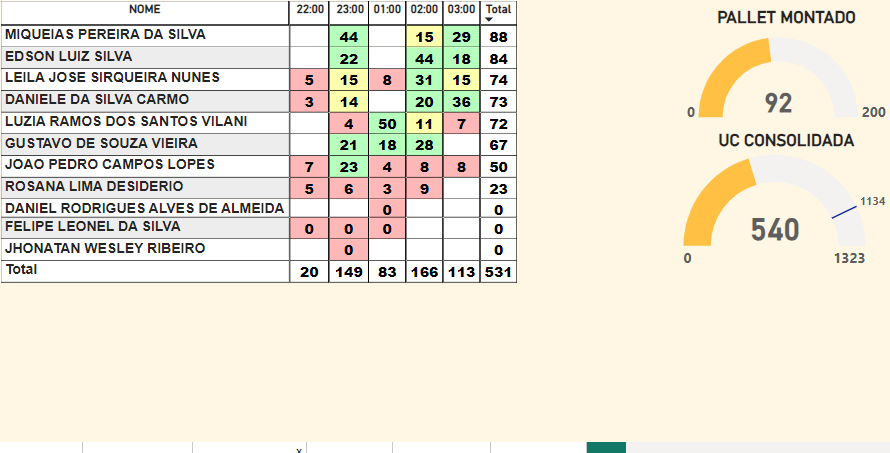 NOME 22:00 23:00 01:00 02:00 03:00 Total
MIQUEIAS PEREIRA DA SILVA 44 15 29 88
EDSON LUIZ SILVA 22 44 18 84
LEILA JOSE SIRQUEIRA NUNES 5 15 8 31 15 74
DANIELE DA SILVA CARMO 3 14 20 36 73
LUZIA RAMOS DOS SANTOS VILANI 4 50 11 7 72
GUSTAVO DE SOUZA VIEIRA 21 18 28 67
JOAO PEDRO CAMPOS LOPES 7 23 4 8 8 50
ROSANA LIMA DESIDERIO 5 6 3 9 23
DANIEL RODRIGUES ALVES DE ALMEIDA 0 0
FELIPE LEONEL DA SILVA 0 0 0 0
JHONATAN WESLEY RIBEIRO 0 0
Total 20 149 83 166 113 531
PALLET MONTADO
92
0 200
UC CONSOLIDADA
1134
540
0 1323
x